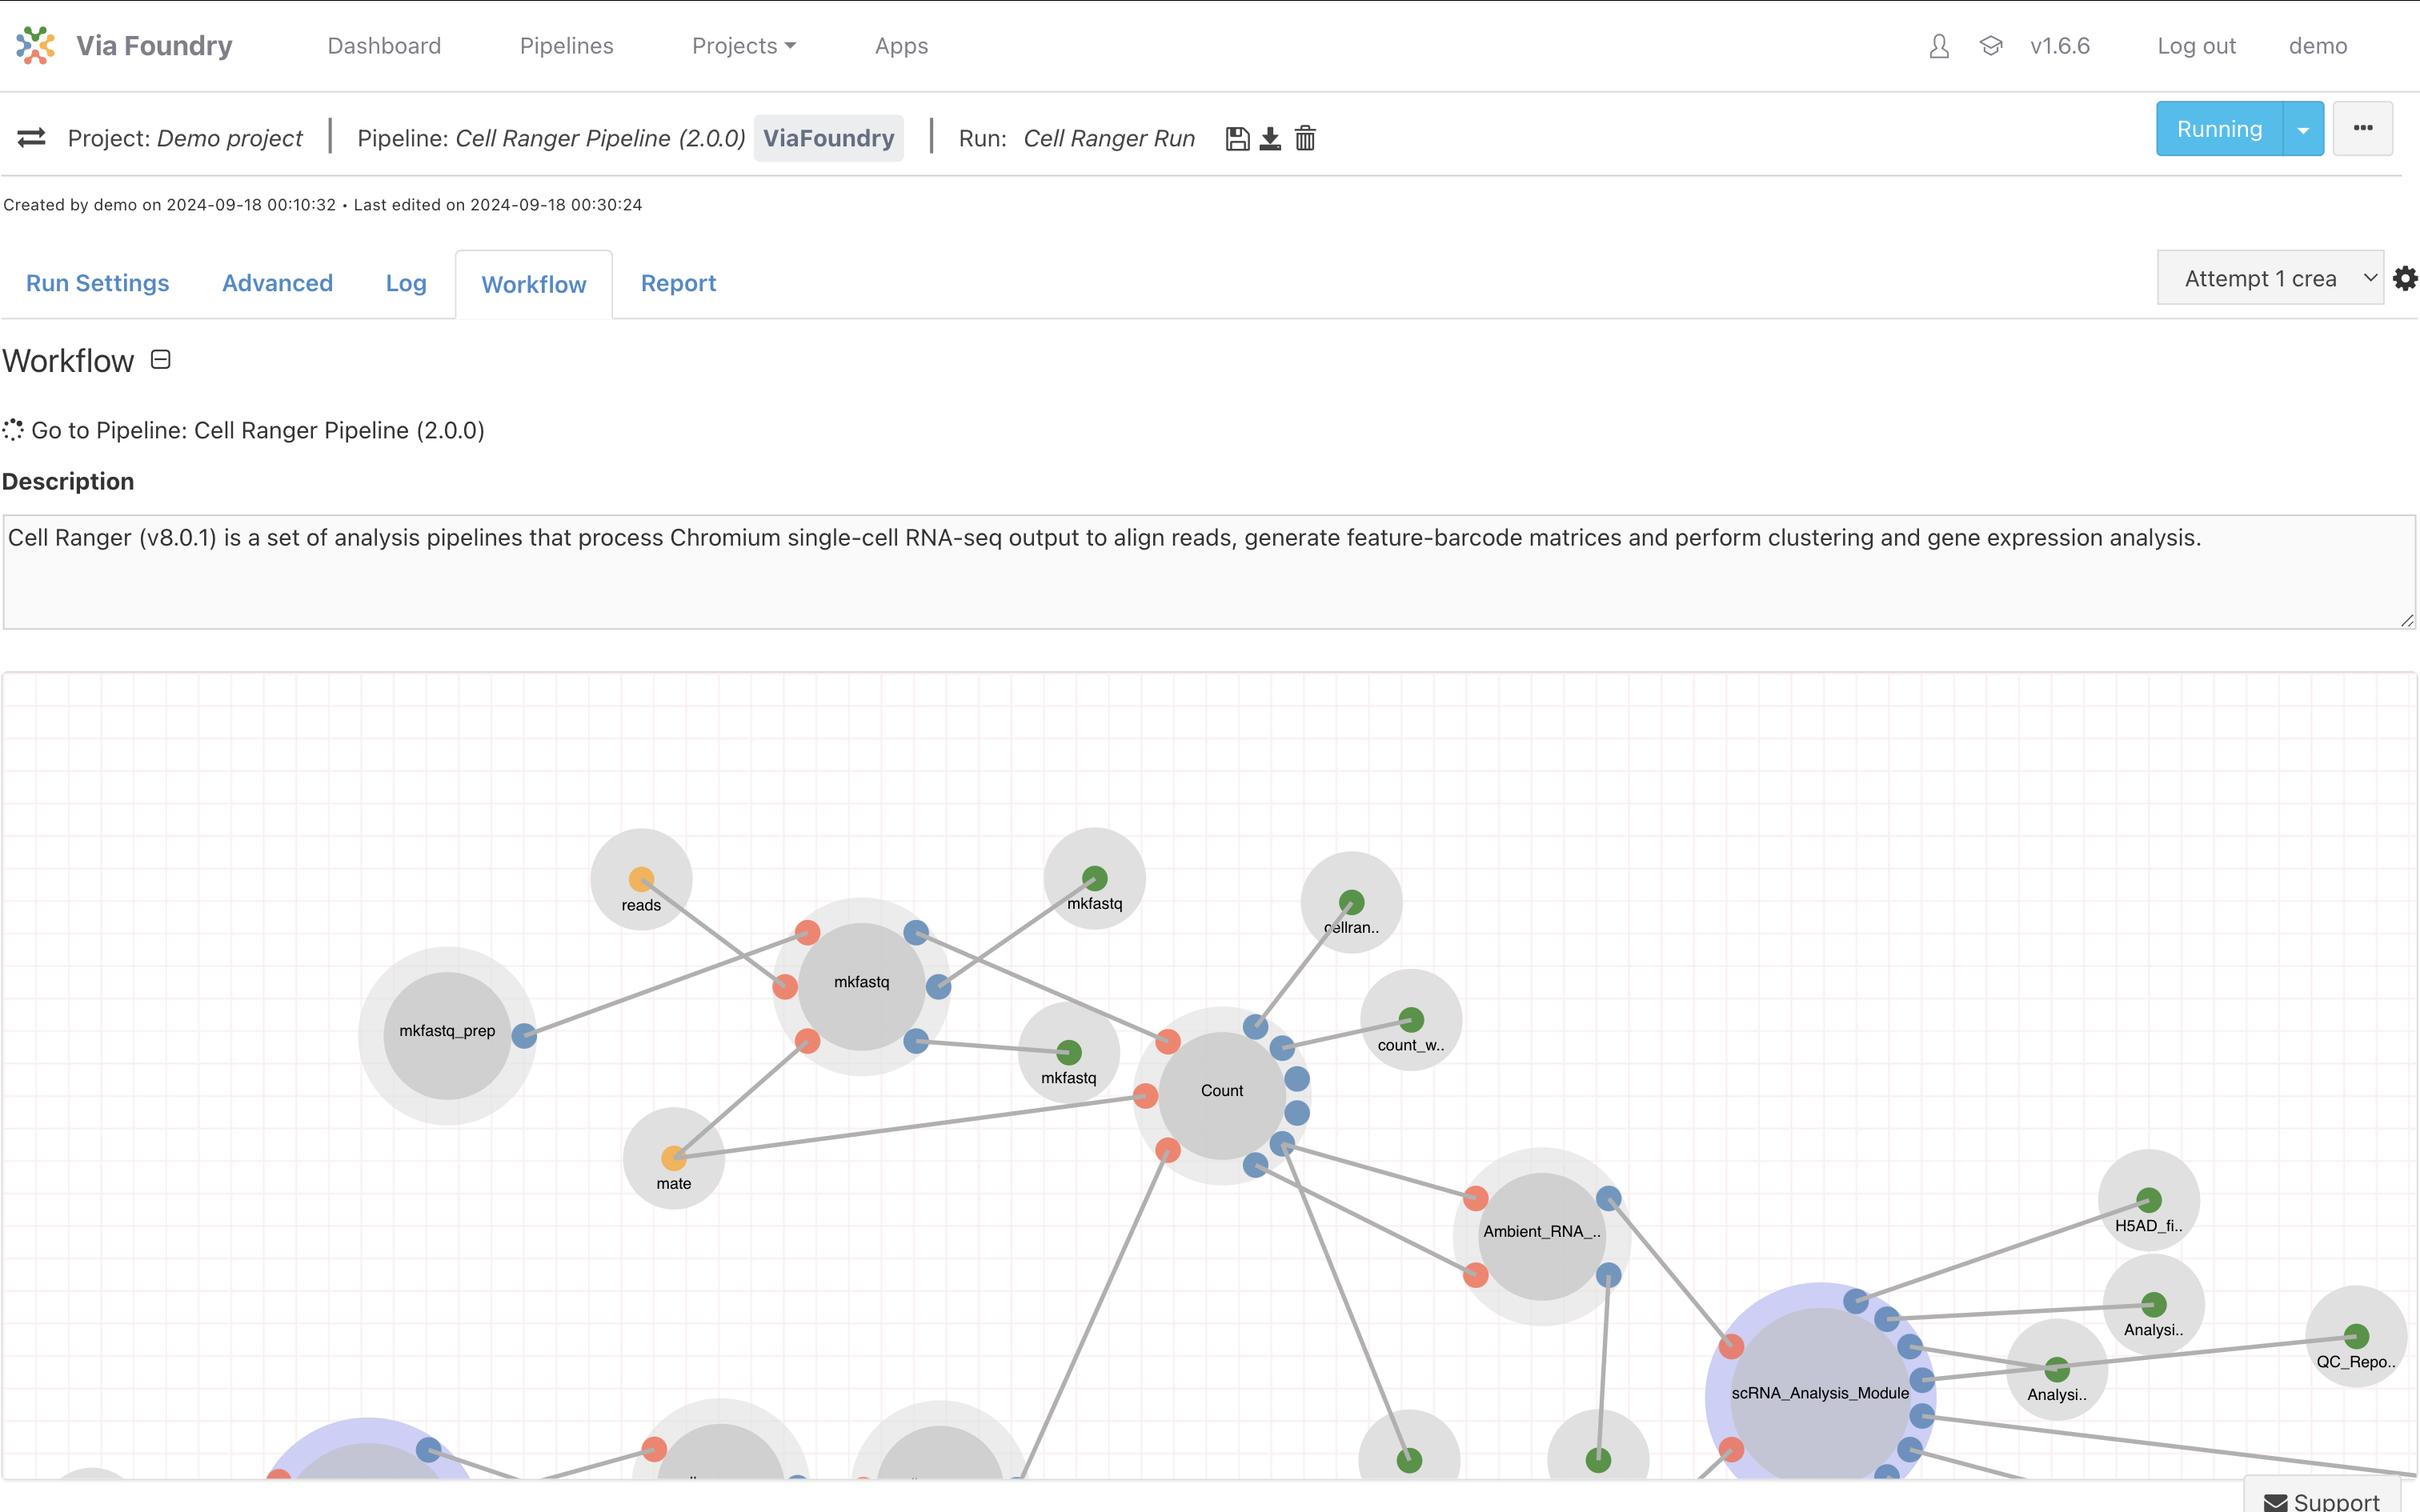 Via Foundry
Dashboard
Pipelines
Projects
Apps
v1.6.6
Log out
demo
Project: Demo project
Pipeline: Cell Ranger Pipeline (2.0.0)
ViaFoundry
Run: Cell Ranger Run
Running
Created by demo on 2024-09-18 00:10:32 • Last edited on 2024-09-18 00:30:24
Run Settings
Advanced
Log
Workflow
Report
Attempt 1 crea
Workflow
Go to Pipeline: Cell Ranger Pipeline (2.0.0)
Description
Cell Ranger (v8.0.1) is a set of analysis pipelines that process Chromium single-cell RNA-seq output to align reads, generate feature-barcode matrices and perform clustering and gene expression analysis.
reads
mkfastq
cellran..
mkfastq
mkfastq_prep
count_w..
mkfastq
Count
mate
H5AD_fi..
Ambient_RNA_..
Analysi..
QC_Repo..
scRNA_Analysis_Module
Analysi..
Support